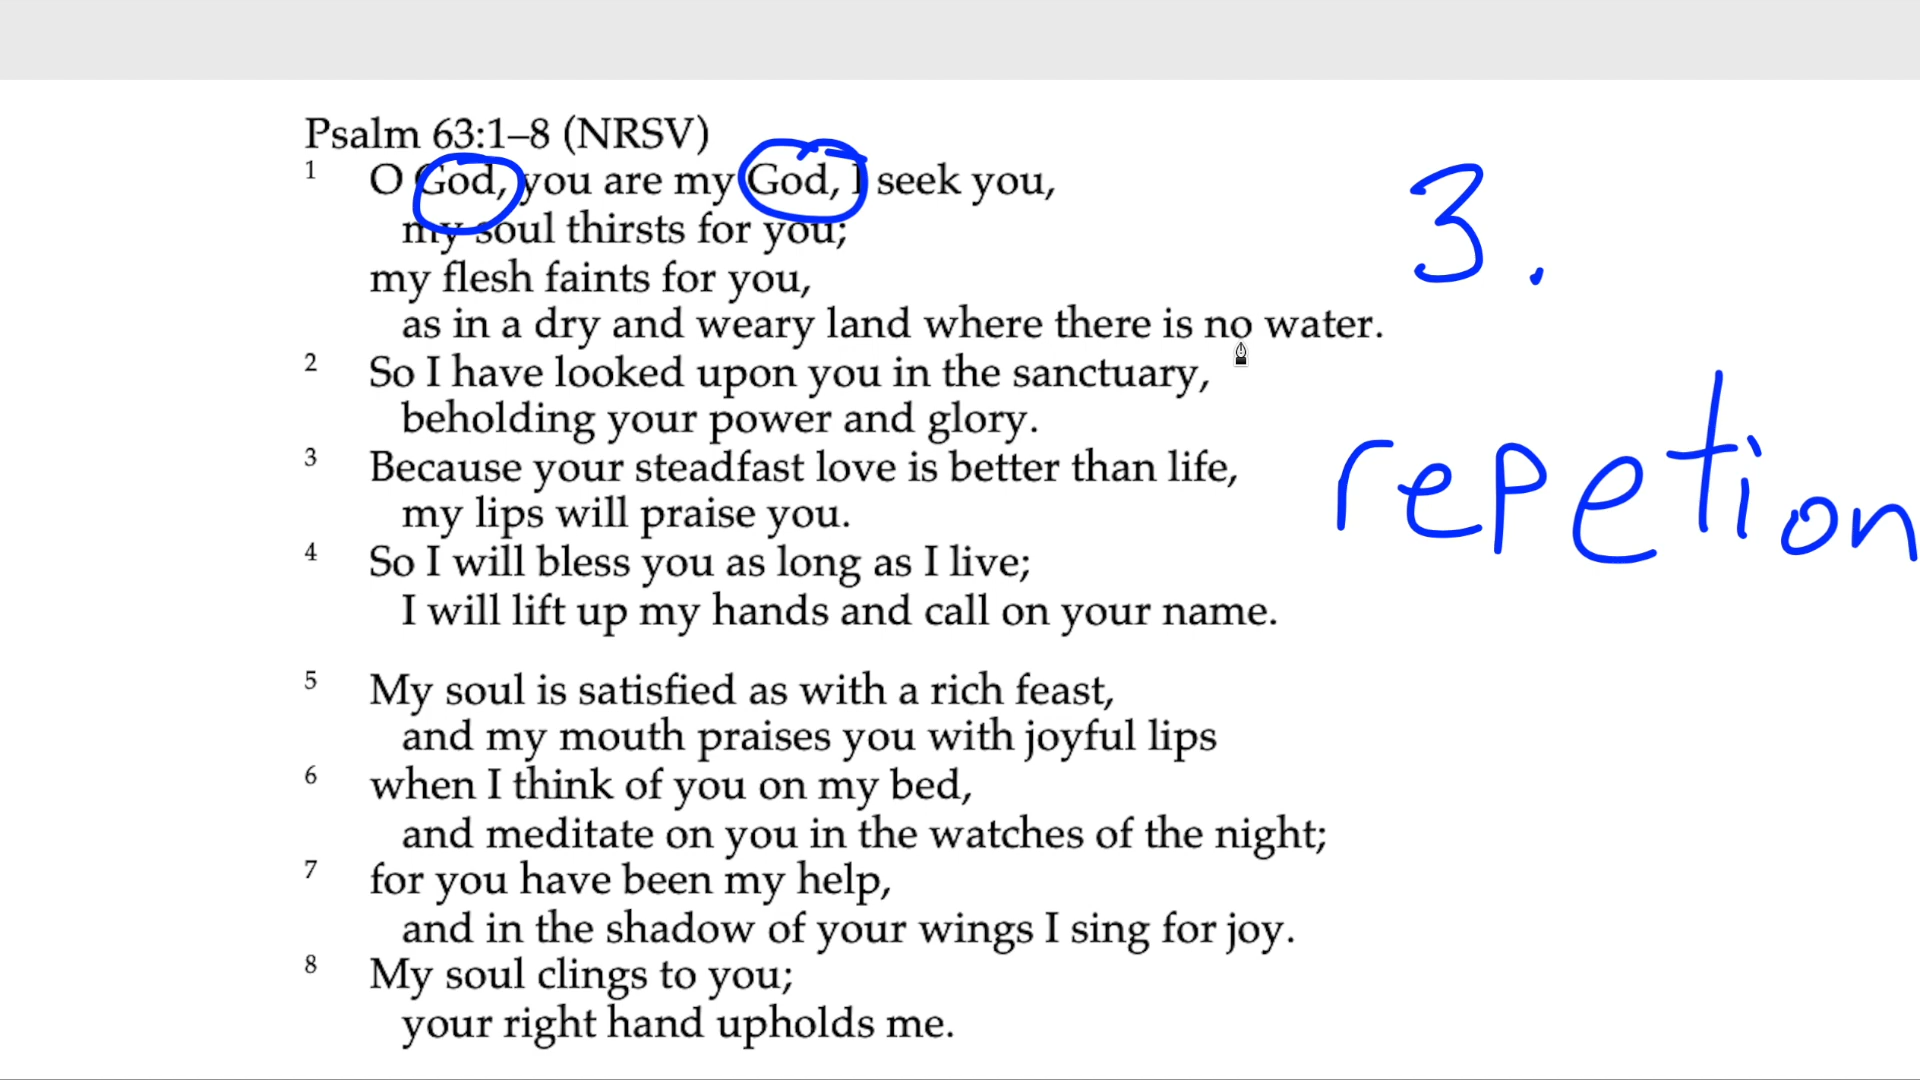 Psalm 63:1–8 (NRSV)
1 O God, you are my God, I seek you,
my soul thirsts for you;
my flesh faints for you,
as in a dry and weary land where there is no water.
2 So I have looked upon you in the sanctuary,
beholding your power and glory.
3 Because your steadfast love is better than life,
my lips will praise you.
4 So I will bless you as long as I live;
I will lift up my hands and call on your name.
5 My soul is satisfied as with a rich feast,
and my mouth praises you with joyful lips
6 when I think of you on my bed,
and meditate on you in the watches of the night;
7 for you have been my help,
and in the shadow of your wings I sing for joy.
8 My soul clings to you;
your right hand upholds me.
3.
repetion